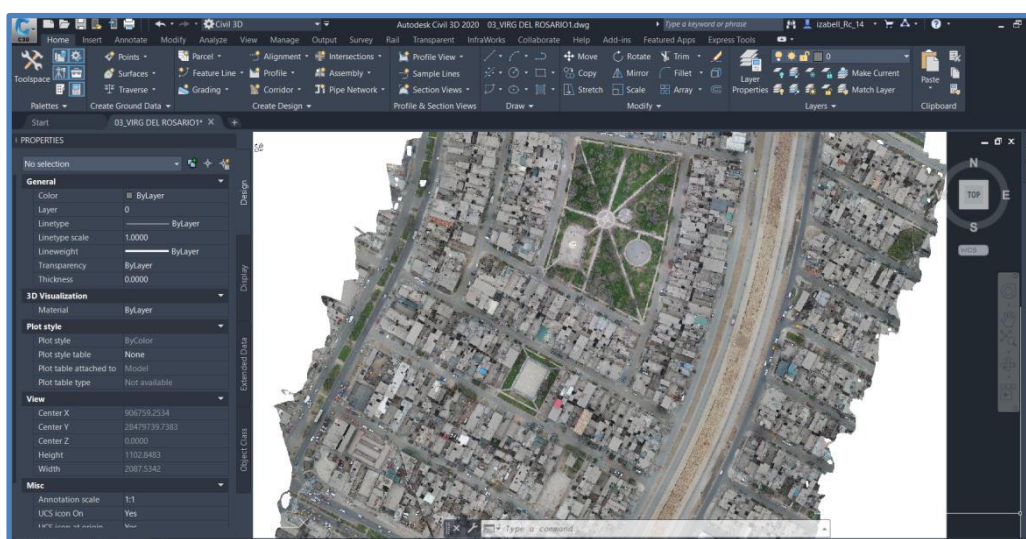 Civil 3D
Autodesk Civil 3D 2020 03_VIRG DEL ROSARIO1.dwg
Type a keyword or phrase
izabell_Rc_14
C3D
Home Insert Annotate Modify Analyze View Manage Output Survey Rail Transparent InfraWorks Collaborate Help Add-ins Featured Apps Express Tools
Toolspace
Points
Surfaces
Traverse
Parcel
Feature Line
Grading
Alignment
Profile
Corridor
Intersections
Assembly
Pipe Network
Profile View
Sample Lines
Section Views
Move
Copy
Stretch
Rotate
Mirror
Scale
Trim
Fillet
Array
Layer
Properties
0
Make Current
Match Layer
Paste
Palettes Create Ground Data Create Design Profile & Section Views Draw Modify Layers Clipboard
Start 03_VIRG DEL ROSARIO1*
PROPERTIES
No selection
General
Color ByLayer
Layer 0
Linetype ByLayer
Linetype scale 1.0000
Lineweight ByLayer
Transparency ByLayer
Thickness 0.0000
3D Visualization
Material ByLayer
Plot style
Plot style ByColor
Plot style table None
Plot table attached to Model
Plot table type Not available
View
Center X 906759.2534
Center Y 28479739.7383
Center Z 0.0000
Height 1102.8483
Width 2087.5342
Misc
Annotation scale 1:1
UCS icon On Yes
UCS icon at origin Yes
Design
Display
Extended Data
Object Class
N
TOP
E
S
WCS
Type a command